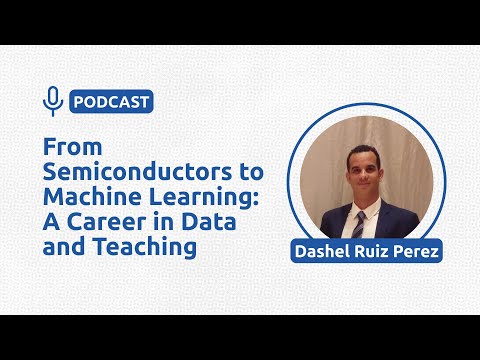 PODCAST
From
Semiconductors to
Machine Learning:
A Career in Data
and Teaching
Dashel Ruiz Perez